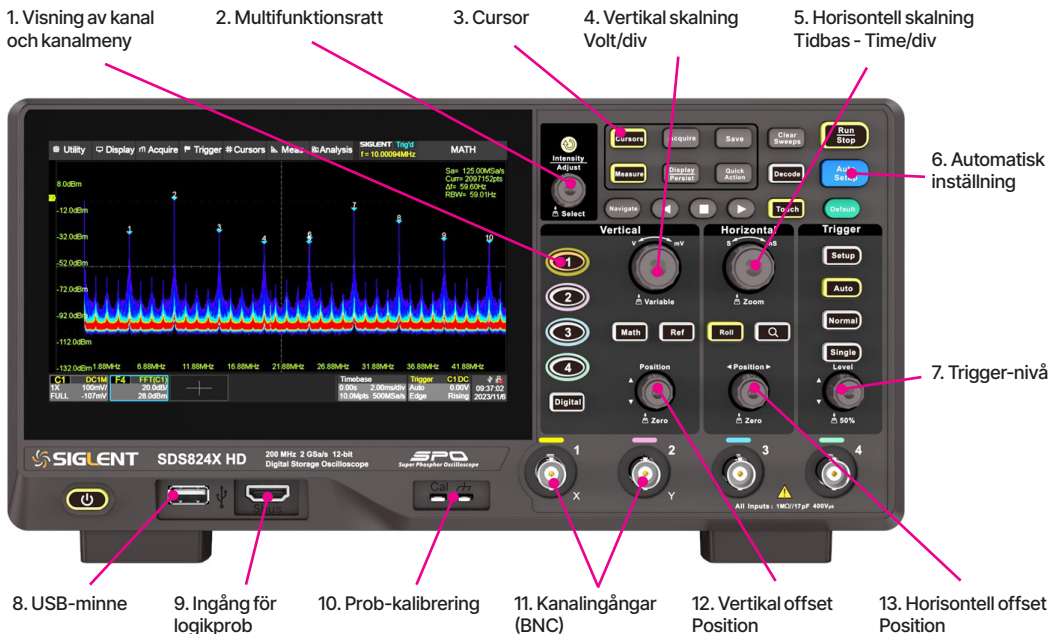 1. Visning av kanal
och kanalmeny
2. Multifunktionsratt
3. Cursor
4. Vertikal skalning
Volt/div
5. Horisontell skalning
Tidbas - Time/div
Utility Display Acquire Trigger Cursors Meas Analysis SIGLENT Trig'd
f = 10.00094MHz
MATH
Sa= 125.00MSa/s
Curr= 2097152pts
Δf= 59.60Hz
RBW= 59.01Hz
8.0dBm
-12.0dBm
-32.0dBm
-52.0dBm
-72.0dBm
-92.0dBm
-112.0dBm
-132.0dBm
1 2 3 4 7 8 9 10
1.88MHz 6.88MHz 11.88MHz 16.88MHz 21.88MHz 26.88MHz 31.88MHz 36.88MHz 41.88MHz
C1 DC1M
1X 100mV/
FULL -107mV
F4 FFT(C1)
20.0dB/
28.0dBm
Timebase
0.00s 2.00ms/div
10.0Mpts 500MSa/s
Trigger C1 DC
Auto 0.00V
Edge Rising
09:37:02
2023/11/6
Intensity
Adjust
Select
Cursors Acquire Save Clear
Sweeps
Run
Stop
Measure Display
Persist
Quick
Action
Decode Auto
Setup
Navigate Touch Default
6. Automatisk
inställning
Vertical Horizontal Trigger
V mV S nS
1
2
3
4
Digital
Variable Zoom
Math Ref Roll
Setup
Auto
Normal
Single
Position Position Level
Zero Zero 50%
7. Trigger-nivå
SIGLENT SDS824X HD
200 MHz 2 GSa/s 12-bit
Digital Storage Oscilloscope
SPO
Super Phosphor Oscilloscope
Cal
Sbus
1 2 3 4
X Y
All Inputs: 1MΩ//17pF 400Vpk
8. USB-minne
9. Ingång för
logikprob
10. Prob-kalibrering
11. Kanalingångar
(BNC)
12. Vertikal offset
Position
13. Horisontell offset
Position